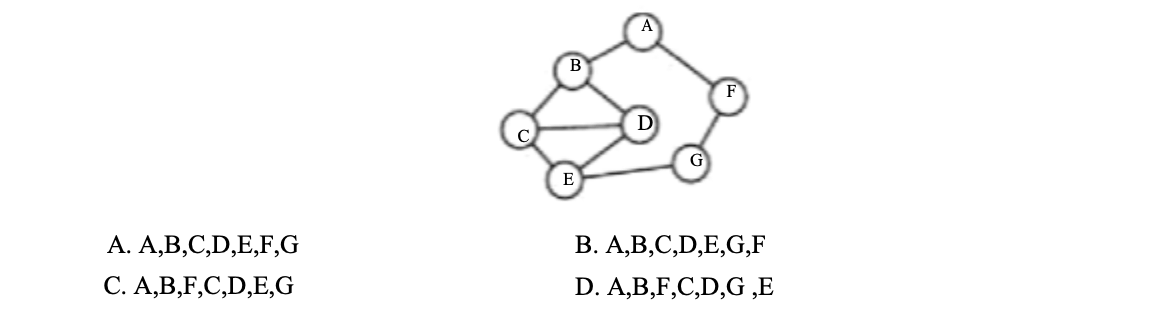 A
B
F
C
D
G
E
A. A,B,C,D,E,F,G
B. A,B,C,D,E,G,F
C. A,B,F,C,D,E,G
D. A,B,F,C,D,G ,E